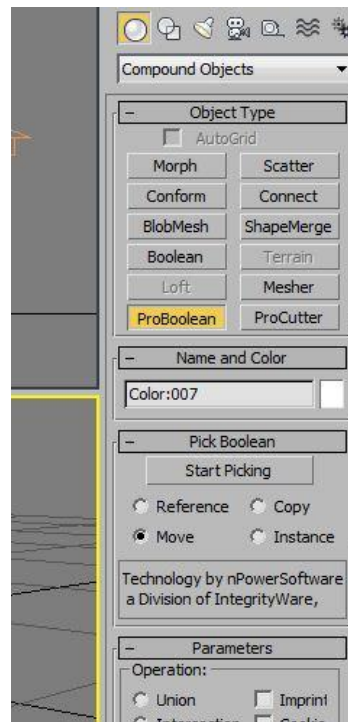 Compound Objects
Object Type
AutoGrid
Morph Scatter
Conform Connect
BlobMesh ShapeMerge
Boolean Terrain
Loft Mesher
ProBoolean ProCutter
Name and Color
Color:007
Pick Boolean
Start Picking
Reference Copy
Move Instance
Technology by nPowerSoftware
a Division of IntegrityWare,
Parameters
Operation:
Union Imprint